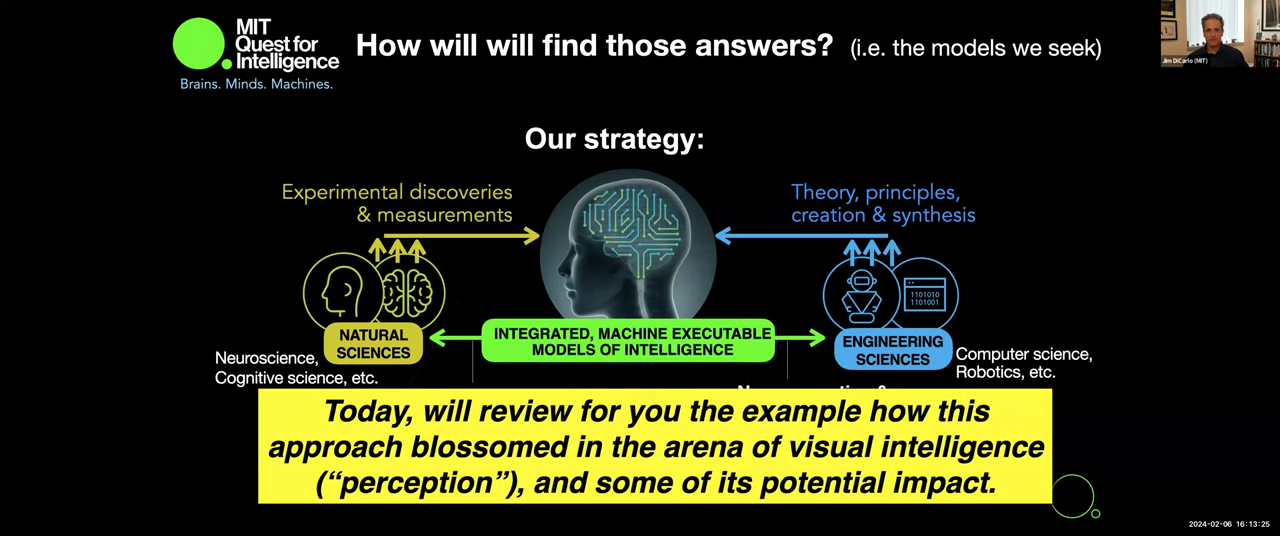 MIT
Quest for
Intelligence
Brains. Minds. Machines.
How will will find those answers? (i.e. the models we seek)
Jim DiCarlo (MIT)
Our strategy:
Experimental discoveries
& measurements
Theory, principles,
creation & synthesis
1101010
1101001
NATURAL
SCIENCES
INTEGRATED, MACHINE EXECUTABLE
MODELS OF INTELLIGENCE
ENGINEERING
SCIENCES
Neuroscience,
Cognitive science, etc.
Computer science,
Robotics, etc.
Today, will review for you the example how this
approach blossomed in the arena of visual intelligence
(“perception”), and some of its potential impact.
2024-02-06 16:13:25